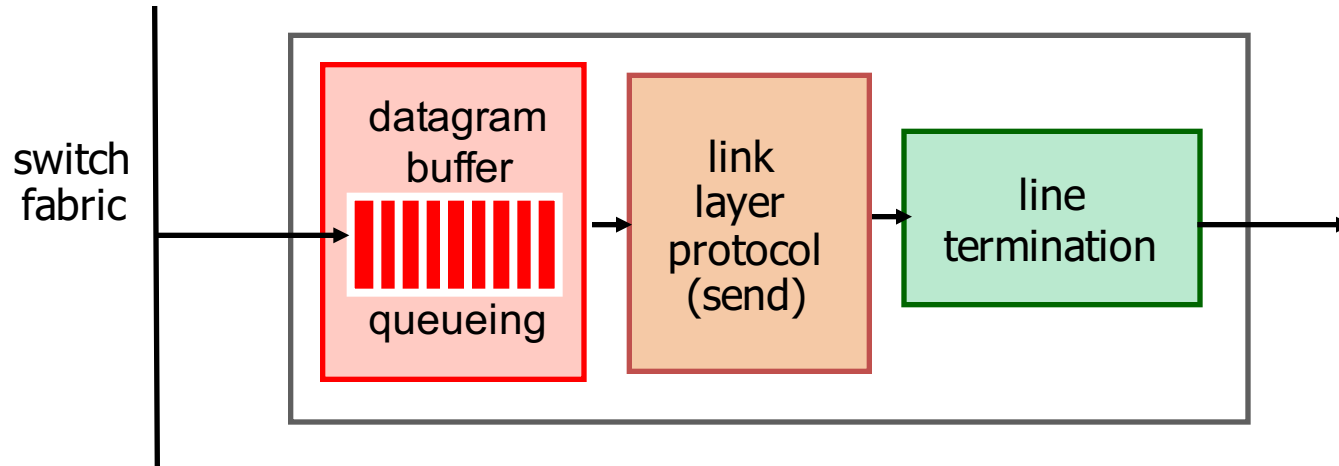 switch
fabric
datagram
buffer
queueing
link
layer
protocol
(send)
line
termination